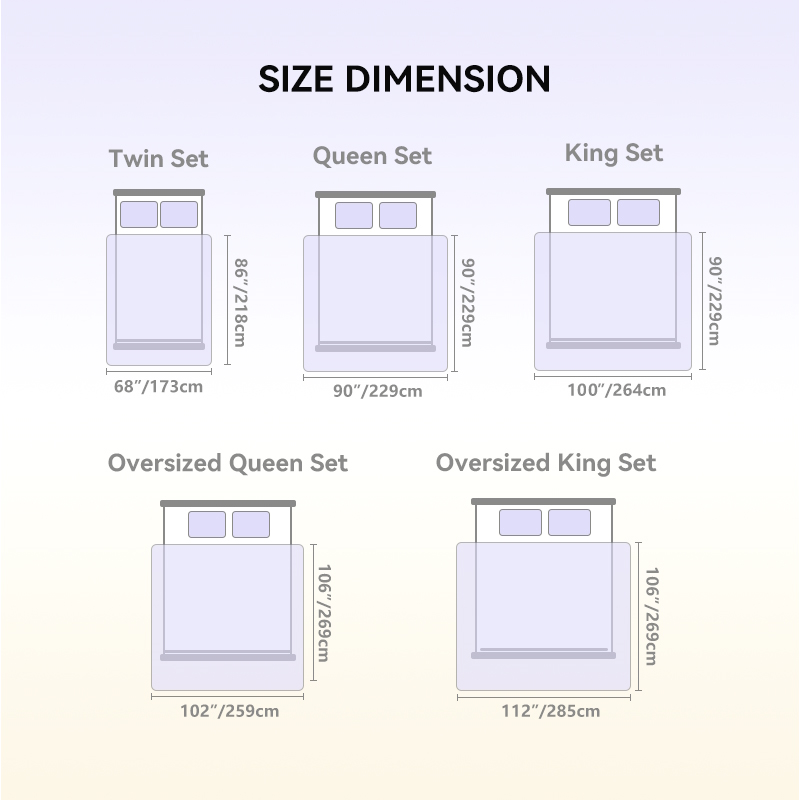 SIZE DIMENSION
Twin Set
Queen Set
King Set
86″/218cm
90″/229cm
90″/229cm
68″/173cm
90″/229cm
100″/264cm
Oversized Queen Set
Oversized King Set
106″/269cm
106″/269cm
102″/259cm
112″/285cm